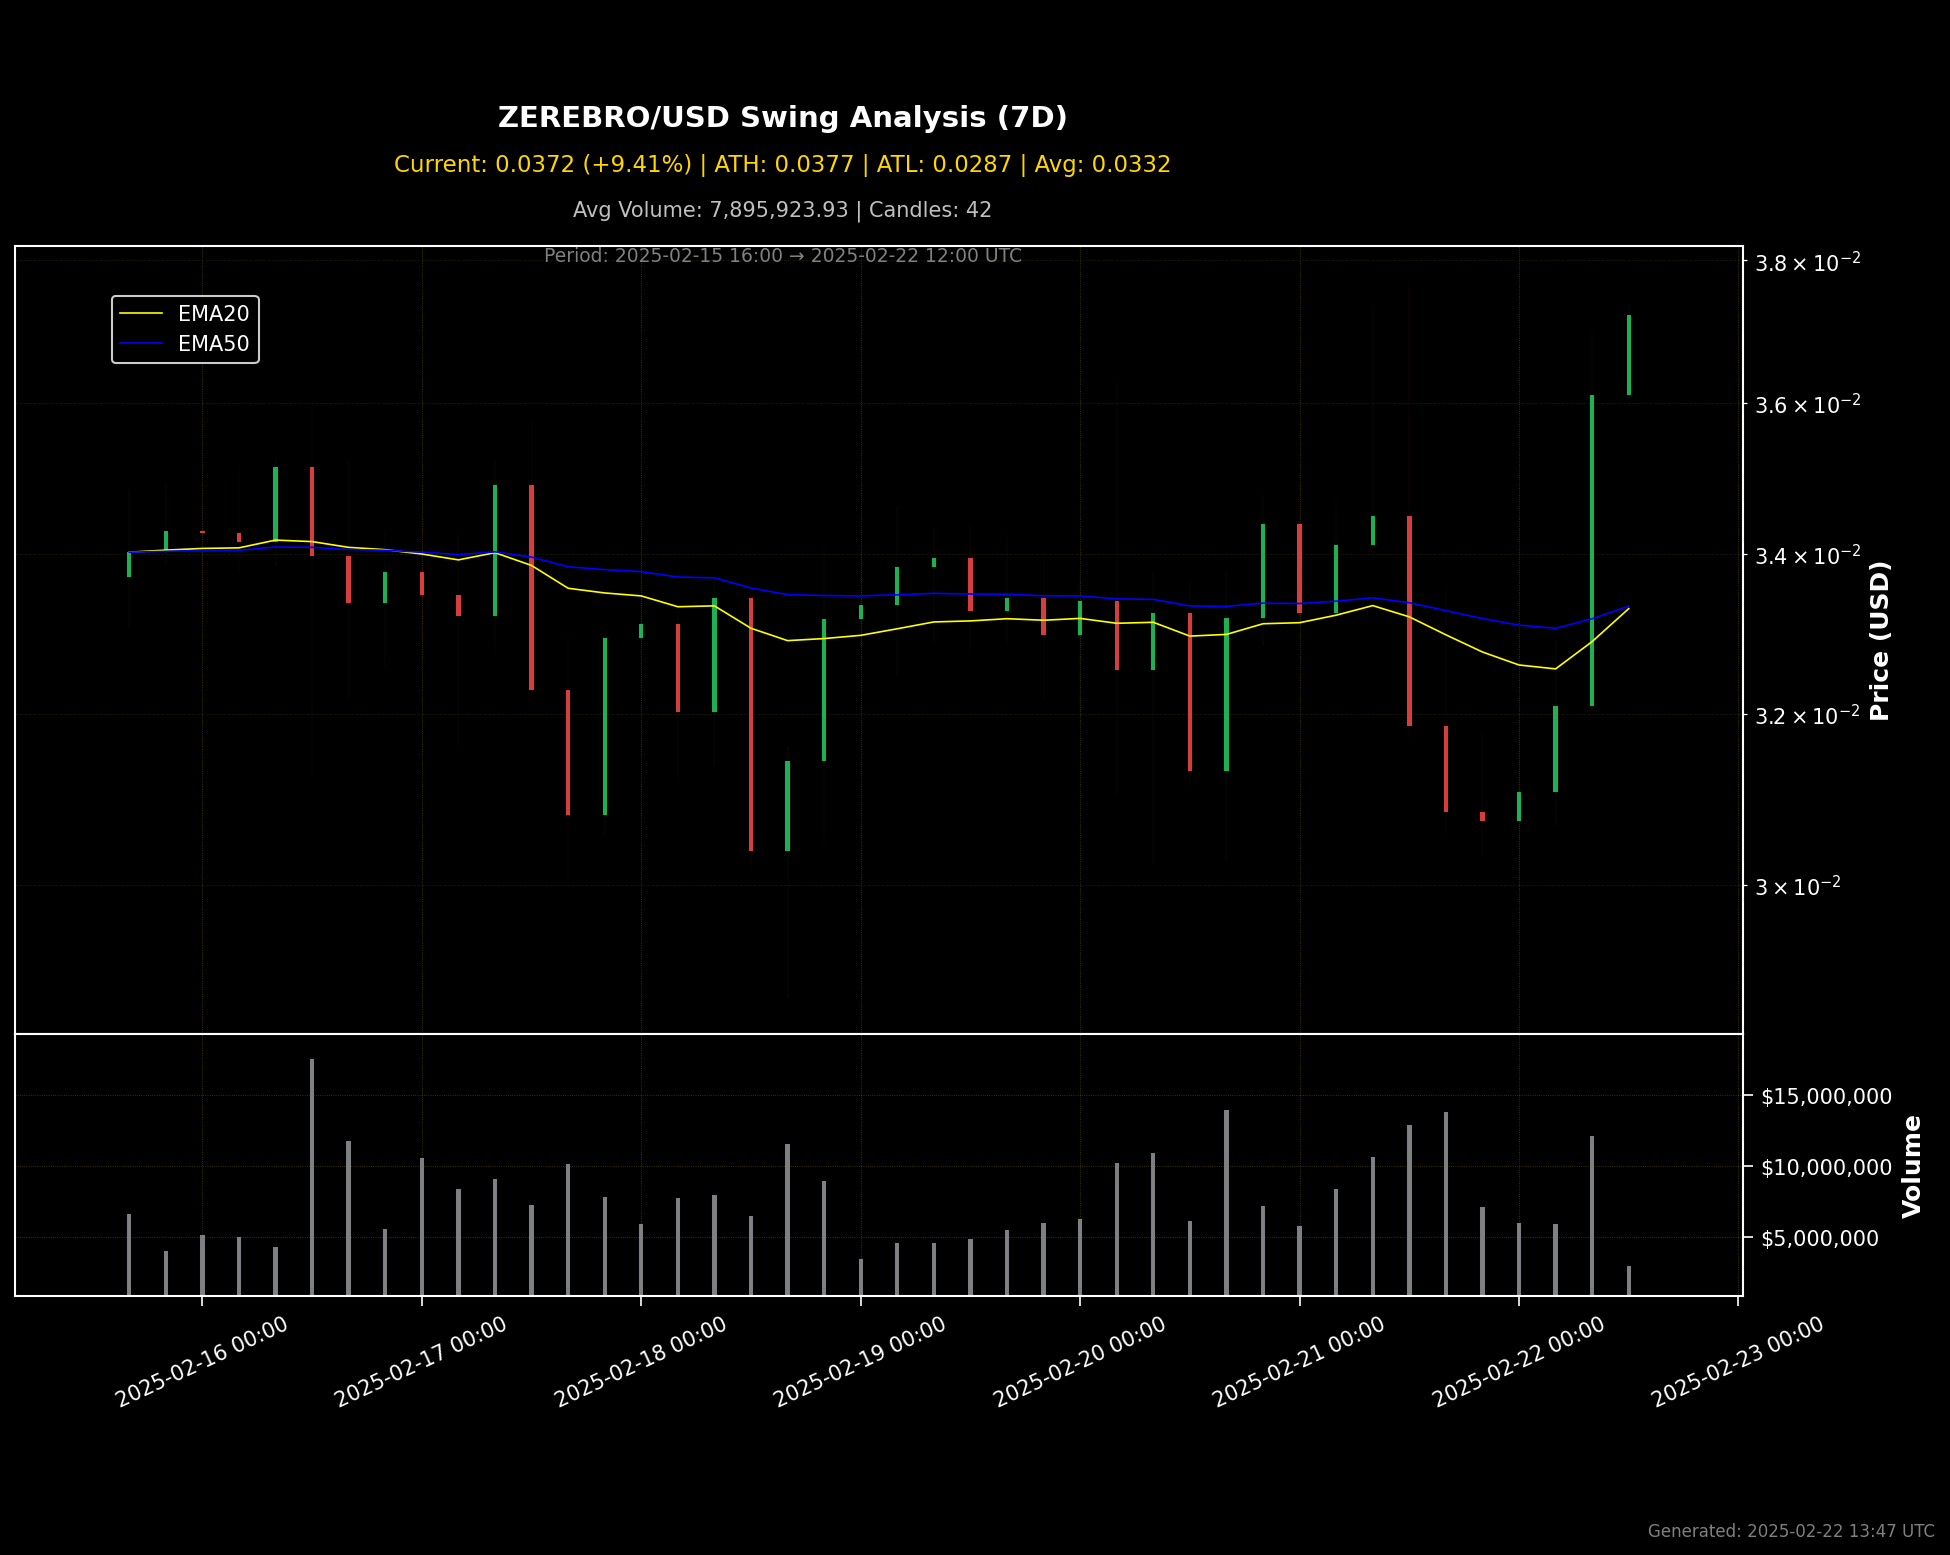 ZEREBRO/USD Swing Analysis (7D)
Current: 0.0372 (+9.41%) | ATH: 0.0377 | ATL: 0.0287 | Avg: 0.0332
Avg Volume: 7,895,923.93 | Candles: 42
Period: 2025-02-15 16:00 → 2025-02-22 12:00 UTC
EMA20
EMA50
3.8 × 10⁻²
3.6 × 10⁻²
3.4 × 10⁻²
3.2 × 10⁻²
3 × 10⁻²
Price (USD)
$15,000,000
$10,000,000
$5,000,000
Volume
2025-02-16 00:00
2025-02-17 00:00
2025-02-18 00:00
2025-02-19 00:00
2025-02-20 00:00
2025-02-21 00:00
2025-02-22 00:00
2025-02-23 00:00
Generated: 2025-02-22 13:47 UTC